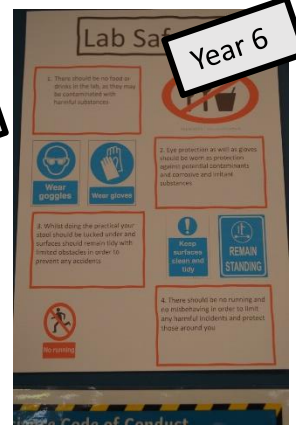 Lab Saf
Year 6
1. There should be no food or
drinks in the lab, as they may
be contaminated with
harmful substances
Wear
goggles
Wear gloves
2. Eye protection as well as gloves
should be worn as protection
against potential contaminants
and corrosive and irritant
substances
3. Whilst doing the practical your
stool should be tucked under and
surfaces should remain tidy with
limited obstacles in order to
prevent any accidents
Keep
surfaces
clean and
tidy
REMAIN
STANDING
No running
4. There should be no running and
no misbehaving in order to limit
any harmful incidents and protect
those around you
Code of Conduct